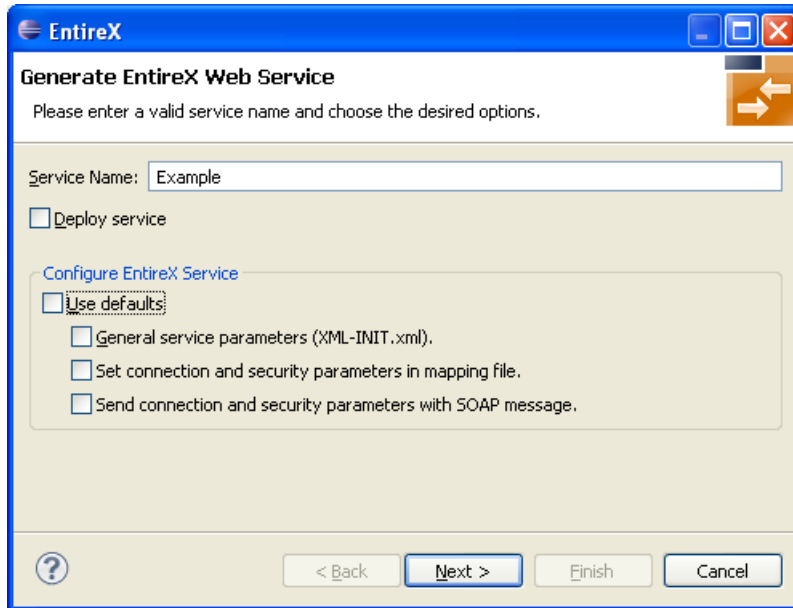 EntireX
Generate EntireX Web Service
Please enter a valid service name and choose the desired options.
Service Name: Example
Deploy service
Configure EntireX Service
Use defaults
General service parameters (XML-INIT.xml).
Set connection and security parameters in mapping file.
Send connection and security parameters with SOAP message.
? < Back Next > Finish Cancel